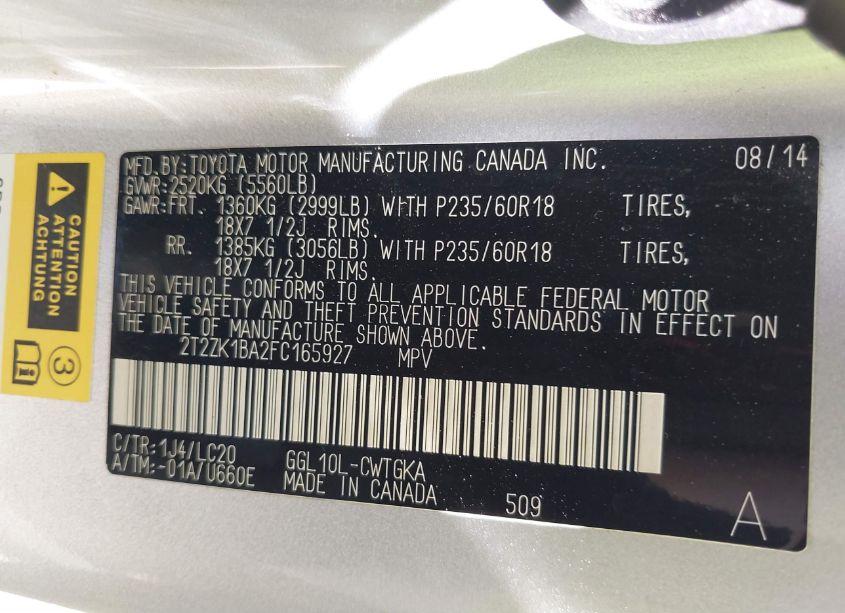 MFD.BY:TOYOTA MOTOR MANUFACTURING CANADA INC. 08/14
GVWR:2520KG (5560LB)
GAWR:FRT. 1360KG (2999LB) WITH P235/60R18 TIRES,
18X7 1/2J RIMS.
RR. 1385KG (3056LB) WITH P235/60R18 TIRES,
18X7 1/2J RIMS.
THIS VEHICLE CONFORMS TO ALL APPLICABLE FEDERAL MOTOR
VEHICLE SAFETY AND THEFT PREVENTION STANDARDS IN EFFECT ON
THE DATE OF MANUFACTURE SHOWN ABOVE.
2T2ZK1BA2FC165927 MPV
C/TR:1J4/LC20 GGL10L-CWTGKA
A/TM:-01A/U660E MADE IN CANADA 509 A
CAUTION
ATTENTION
ACHTUNG
3